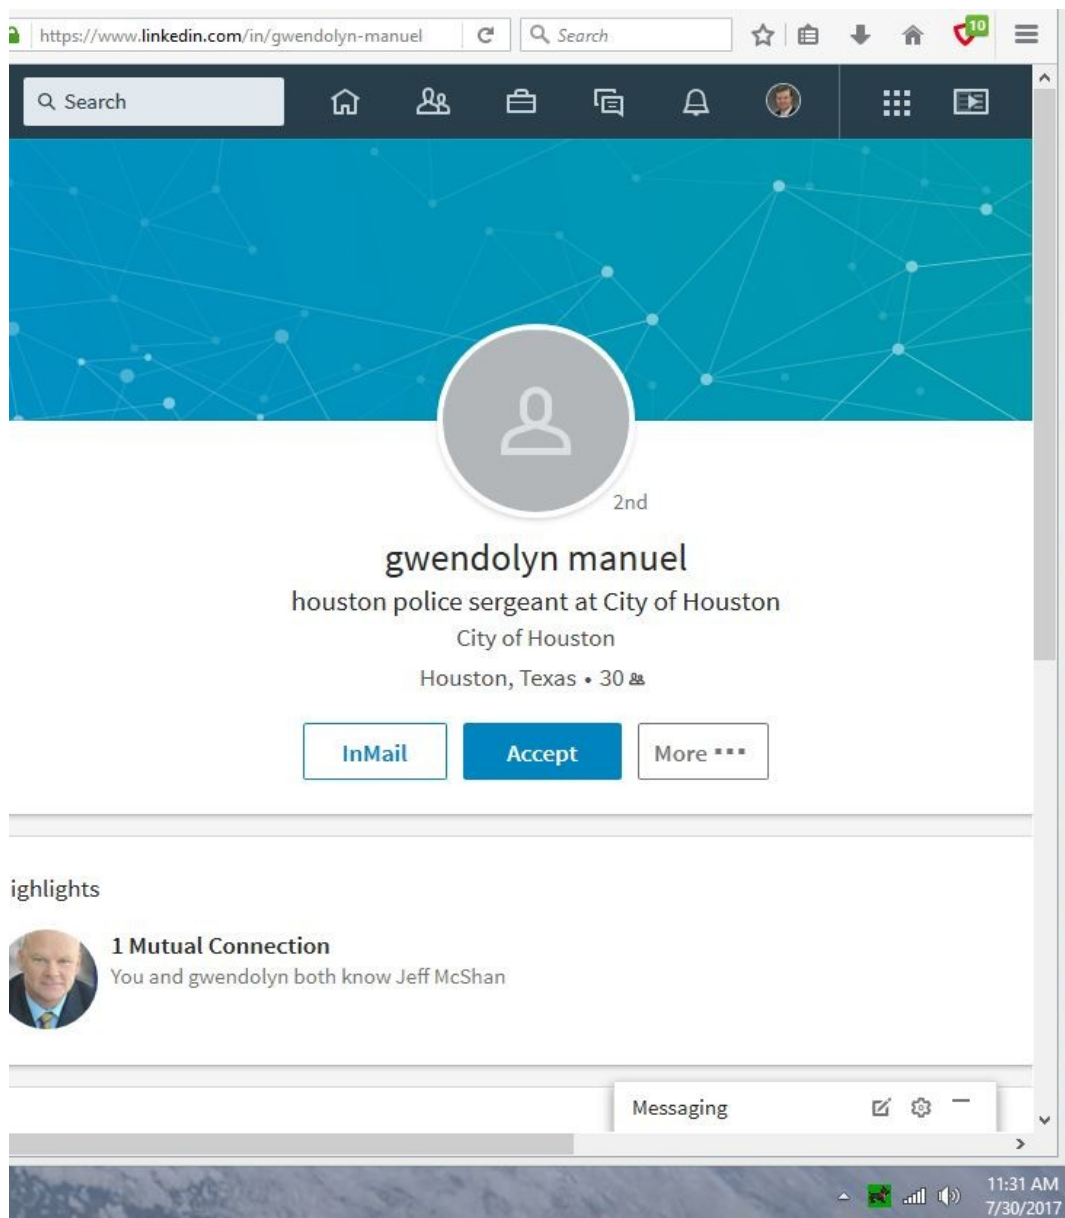 https://www.linkedin.com/in/gwendolyn-manuel
Search
10
Search
2nd
gwendolyn manuel
houston police sergeant at City of Houston
City of Houston
Houston, Texas • 30
InMail
Accept
More
ighlights
1 Mutual Connection
You and gwendolyn both know Jeff McShan
Messaging
11:31 AM
7/30/2017